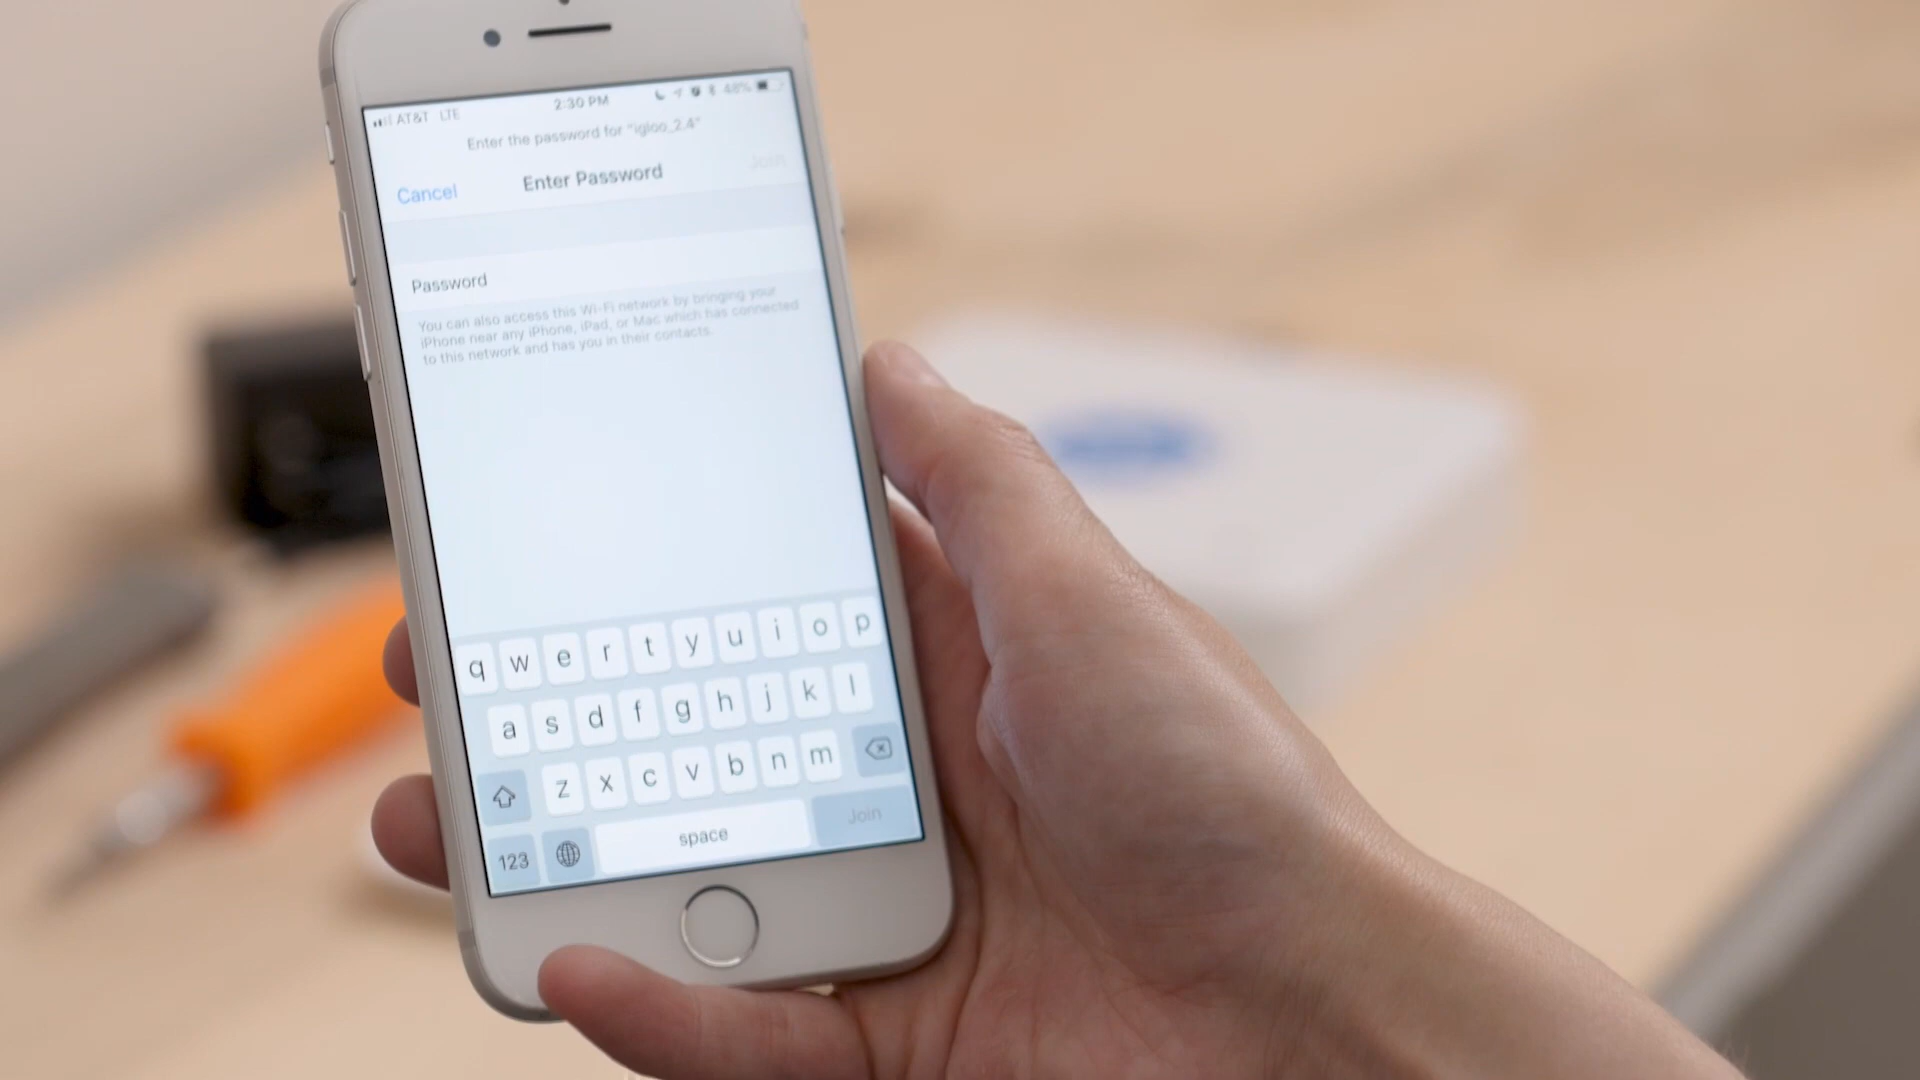 AT&T LTE 2:30 PM 48%
Enter the password for "igloo_2.4"
Cancel Enter Password Join
Password
You can also access this Wi-Fi network by bringing your
iPhone near any iPhone, iPad, or Mac which has connected
to this network and has you in their contacts.
q w e r t y u i o p
a s d f g h j k l
z x c v b n m
123 space Join